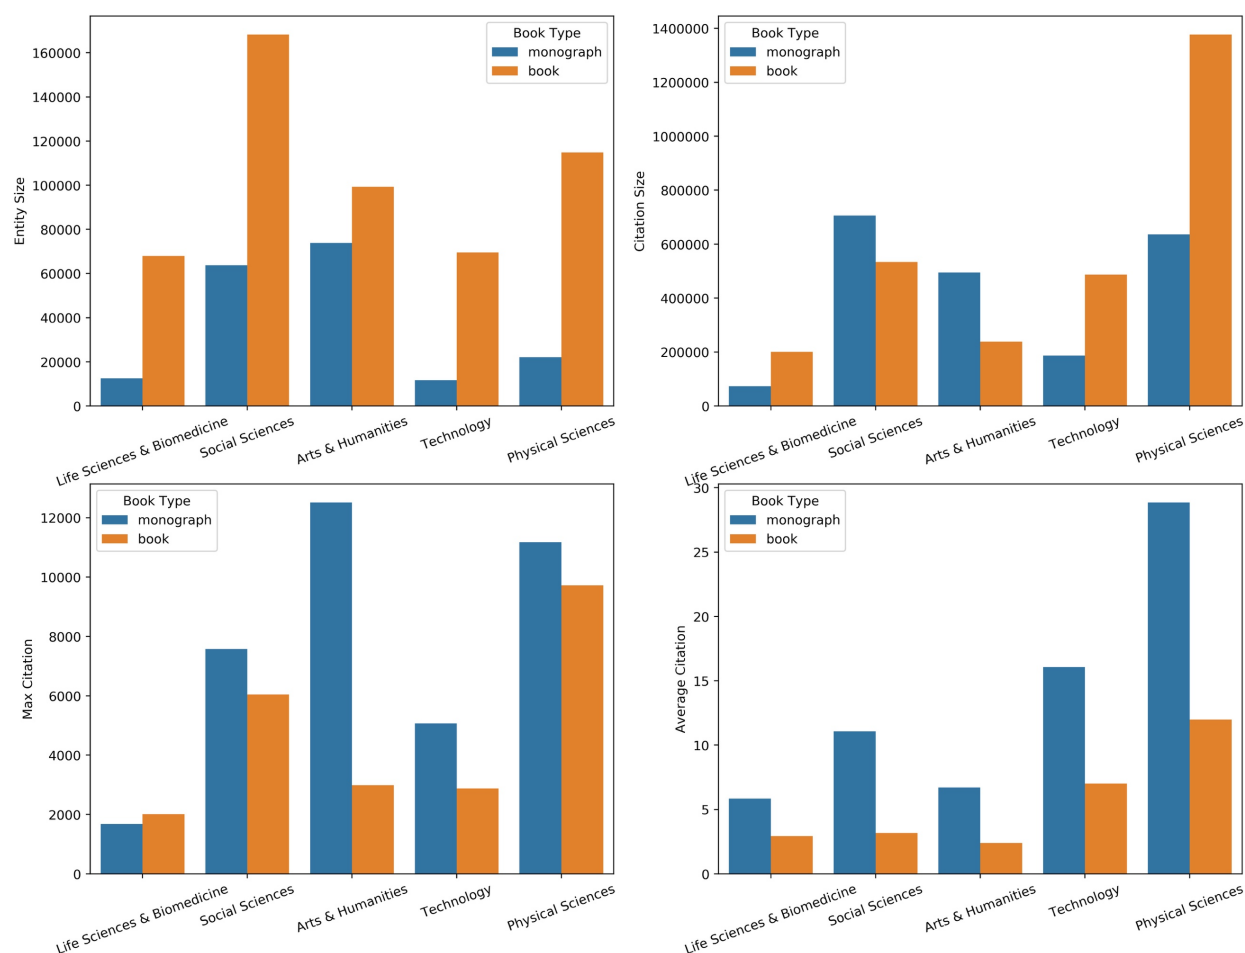 Book Type
monograph
book
160000
140000
120000
100000
80000
60000
40000
20000
0
Entity Size
Life Sciences & Biomedicine
Social Sciences
Arts & Humanities
Technology
Physical Sciences
Book Type
monograph
book
1400000
1200000
1000000
800000
600000
400000
200000
0
Citation Size
Life Sciences & Biomedicine
Social Sciences
Arts & Humanities
Technology
Physical Sciences
Book Type
monograph
book
12000
10000
8000
6000
4000
2000
0
Max Citation
Life Sciences & Biomedicine
Social Sciences
Arts & Humanities
Technology
Physical Sciences
Book Type
monograph
book
30
25
20
15
10
5
0
Average Citation
Life Sciences & Biomedicine
Social Sciences
Arts & Humanities
Technology
Physical Sciences